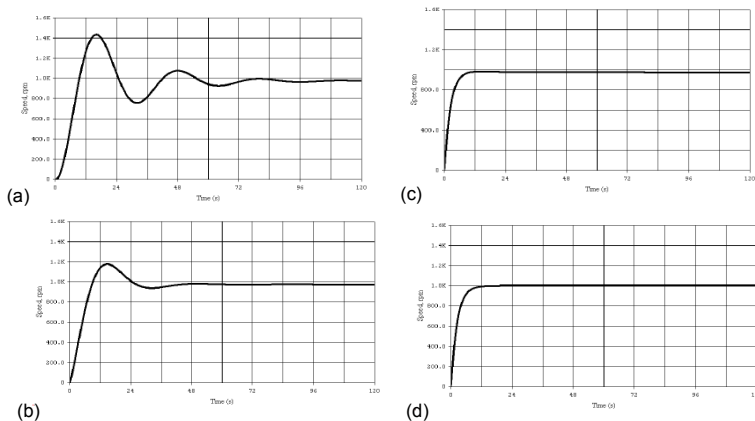 1.6K
1.4K
1.2K
1.0K
800.0
600.0
400.0
200.0
0
Speed, rpm
0 24 48 72 96 120
Time (s)
(a)
1.6K
1.4K
1.2K
1.0K
800.0
600.0
400.0
200.0
0
Speed, rpm
0 24 48 72 96 120
Time (s)
(b)
1.6K
1.2K
800.0
400.0
0
Speed, rpm
0 24 48 72 96 120
Time (s)
(c)
1.6K
1.4K
1.2K
1.0K
800.0
600.0
400.0
200.0
0
Speed, rpm
0 24 48 72 96
Time (s)
(d)